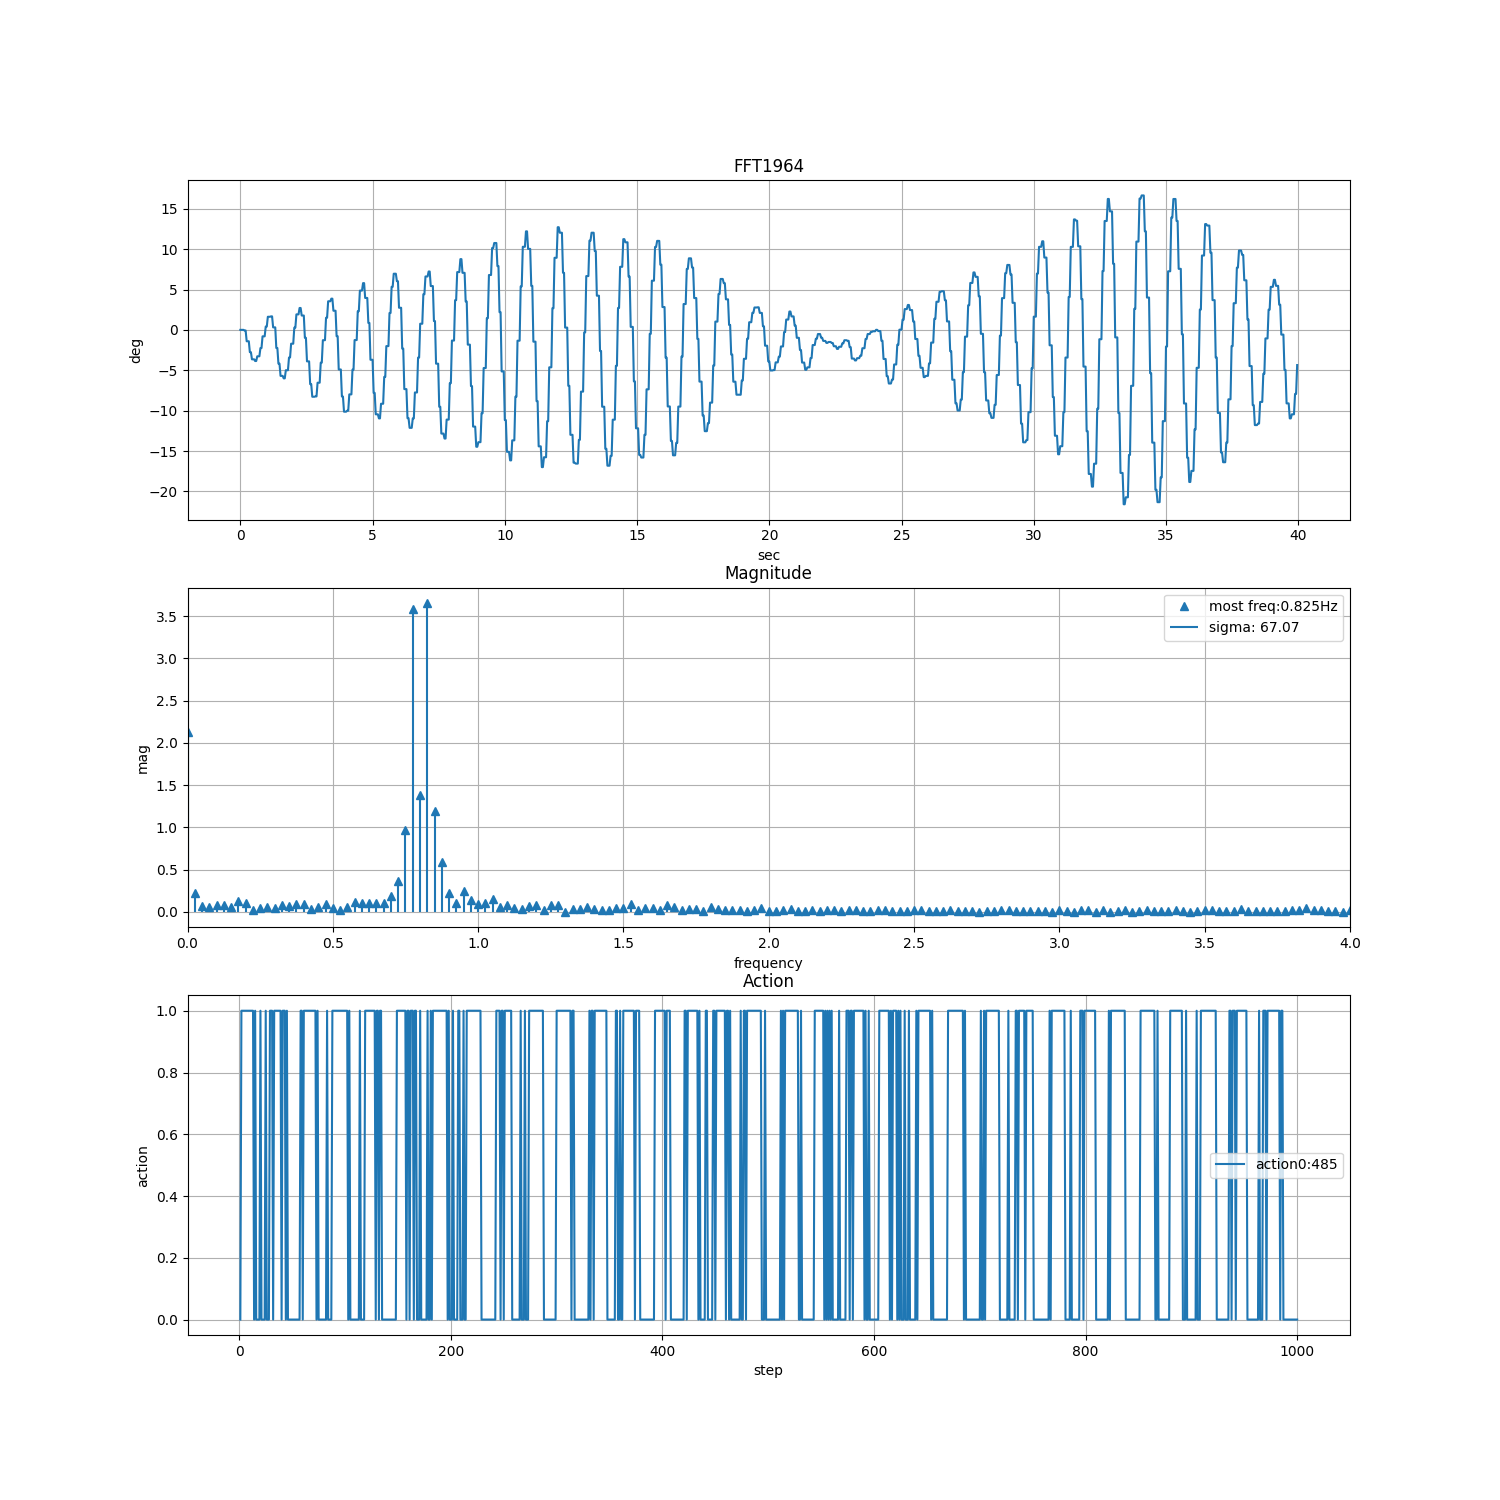 FFT1964
15
10
5
0
−5
−10
−15
−20
deg
0 5 10 15 20 25 30 35 40
sec
Magnitude
3.5
3.0
2.5
2.0
1.5
1.0
0.5
0.0
mag
most freq:0.825Hz
sigma: 67.07
0.0 0.5 1.0 1.5 2.0 2.5 3.0 3.5 4.0
frequency
Action
1.0
0.8
0.6
0.4
0.2
0.0
action
action0:485
0 200 400 600 800 1000
step